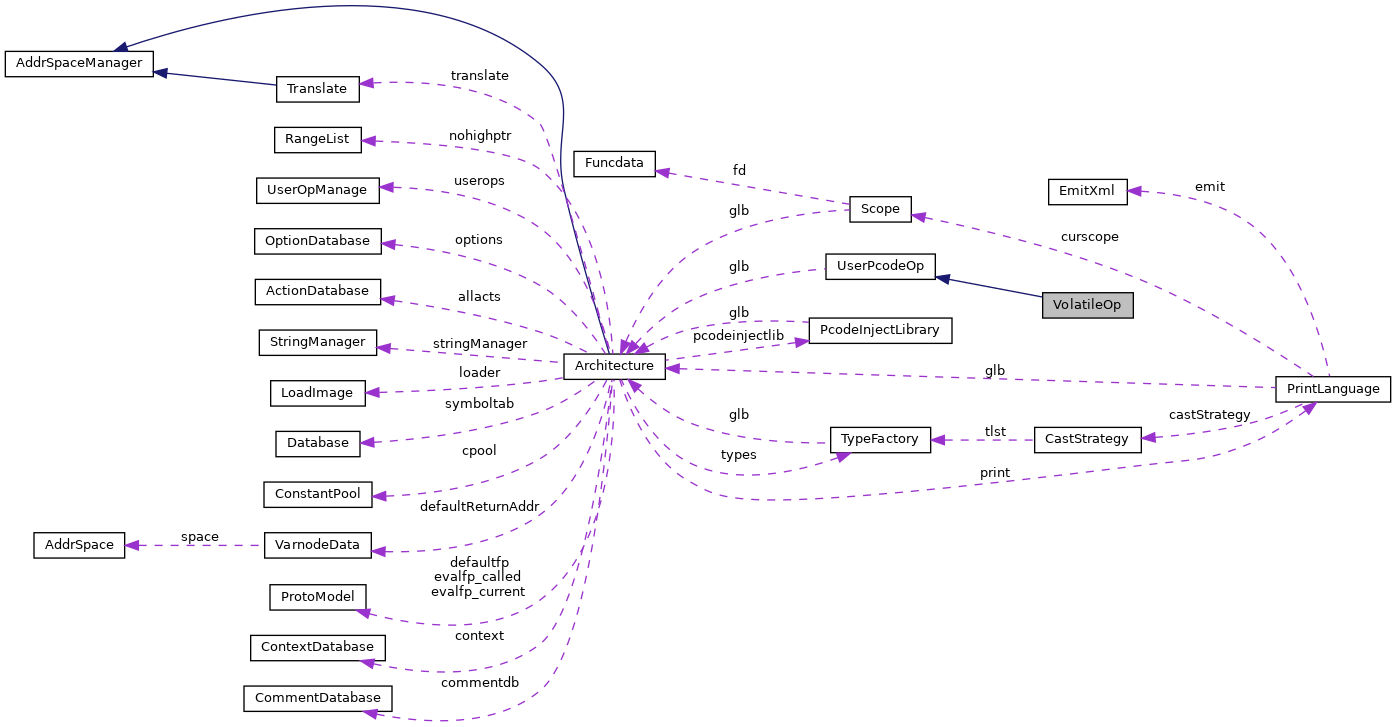 AddrSpaceManager
translate
Translate
RangeList
nohighptr
Funcdata
fd
UserOpManage
userops
EmitXml
emit
Scope
glb
curscope
OptionDatabase
options
UserPcodeOp
glb
ActionDatabase
allacts
VolatileOp
glb
PcodeInjectLibrary
pcodeinjectlib
StringManager
stringManager
Architecture
glb
loader
LoadImage
PrintLanguage
symboltab
glb
castStrategy
Database
TypeFactory
tlst
CastStrategy
cpool
types
print
ConstantPool
defaultReturnAddr
AddrSpace
space
VarnodeData
defaultfp
evalfp_called
evalfp_current
ProtoModel
context
ContextDatabase
commentdb
CommentDatabase